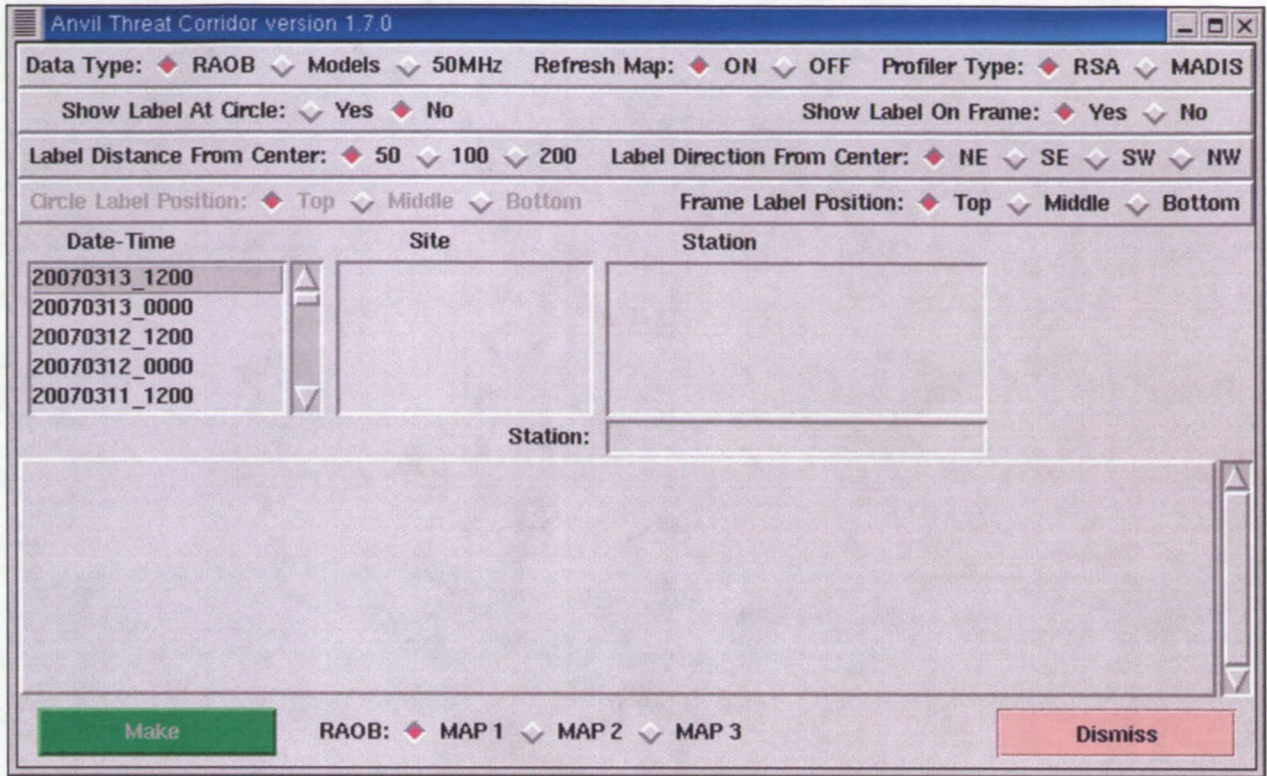 Anvil Threat Corridor version 1.7.0
Data Type: RAOB Models 50MHz Refresh Map: ON OFF Profiler Type: RSA MADIS
Show Label At Circle: Yes No Show Label On Frame: Yes No
Label Distance From Center: 50 100 200 Label Direction From Center: NE SE SW NW
Circle Label Position: Top Middle Bottom Frame Label Position: Top Middle Bottom
Date-Time Site Station
20070313_1200
20070313_0000
20070312_1200
20070312_0000
20070311_1200
Station:
Make RAOB: MAP 1 MAP 2 MAP 3 Dismiss